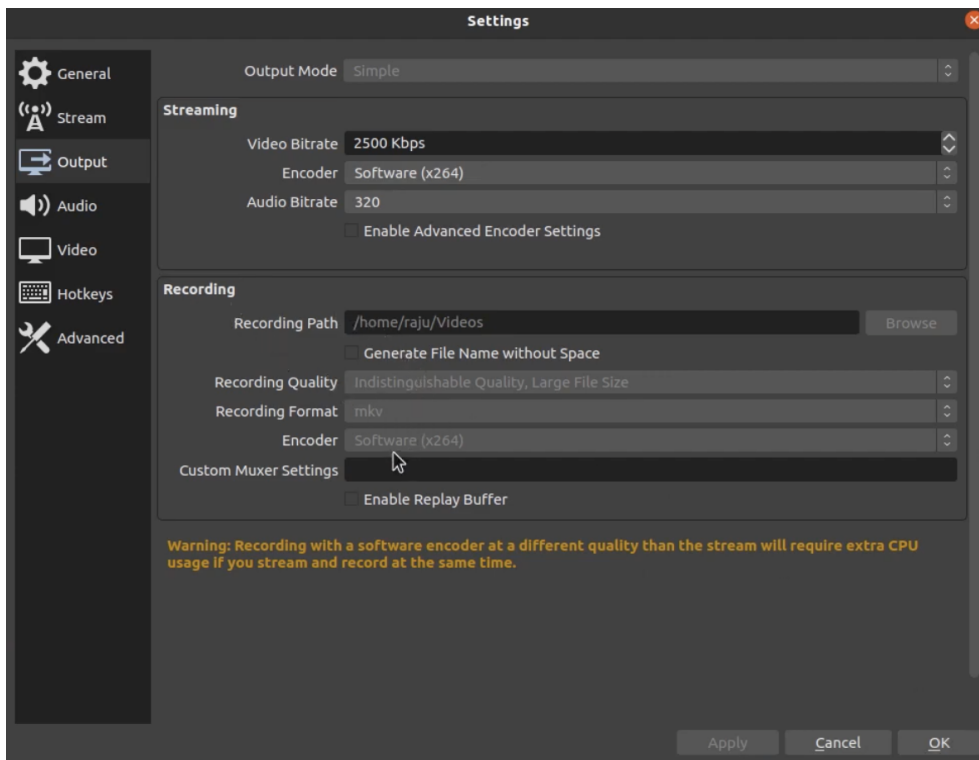 Settings
General
Stream
Output
Audio
Video
Hotkeys
Advanced
Output Mode Simple
Streaming
Video Bitrate 2500 Kbps
Encoder Software (x264)
Audio Bitrate 320
Enable Advanced Encoder Settings
Recording
Recording Path /home/raju/Videos Browse
Generate File Name without Space
Recording Quality Indistinguishable Quality, Large File Size
Recording Format mkv
Encoder Software (x264)
Custom Muxer Settings
Enable Replay Buffer
Warning: Recording with a software encoder at a different quality than the stream will require extra CPU
usage if you stream and record at the same time.
Apply Cancel OK